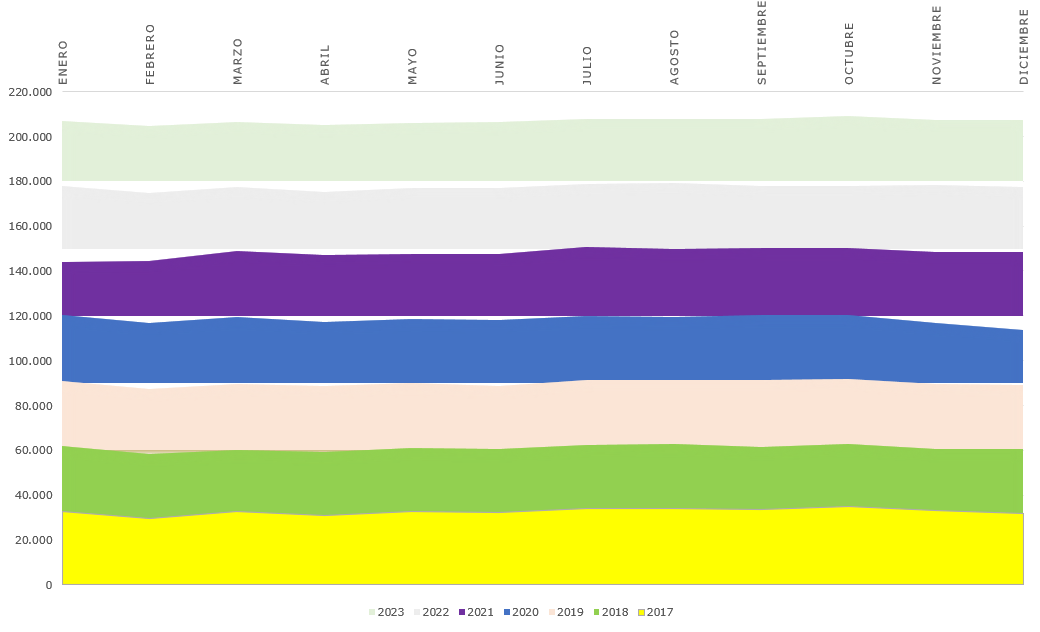 ENERO
FEBRERO
MARZO
ABRIL
MAYO
JUNIO
JULIO
AGOSTO
SEPTIEMBRE
OCTUBRE
NOVIEMBRE
DICIEMBRE
220.000
200.000
180.000
160.000
140.000
120.000
100.000
80.000
60.000
40.000
20.000
0
2023 2022 2021 2020 2019 2018 2017